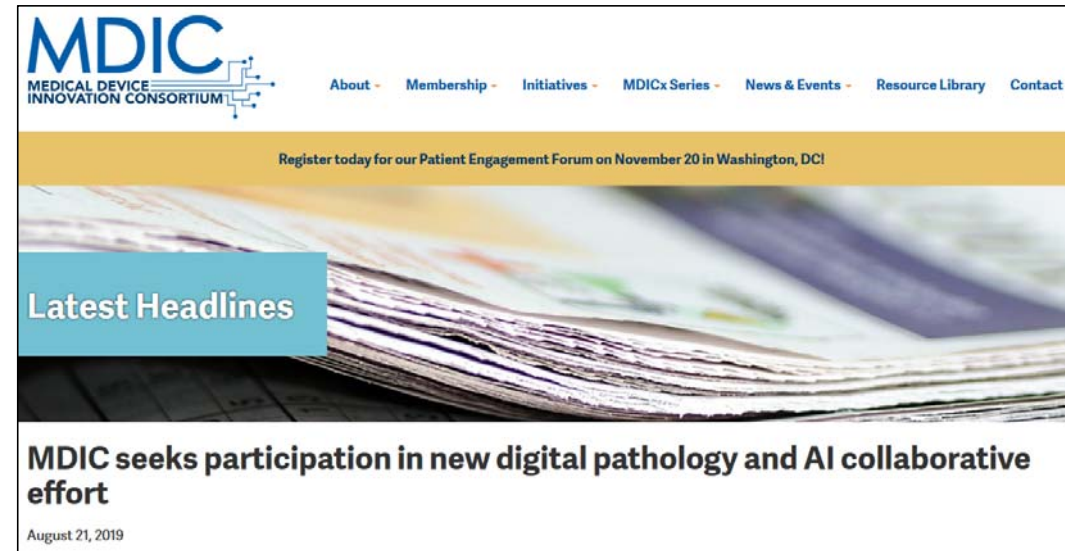 MDIC
MEDICAL DEVICE
INNOVATION CONSORTIUM
About Membership Initiatives MDICx Series News & Events Resource Library Contact
Register today for our Patient Engagement Forum on November 20 in Washington, DC!
Latest Headlines
MDIC seeks participation in new digital pathology and AI collaborative
effort
August 21, 2019